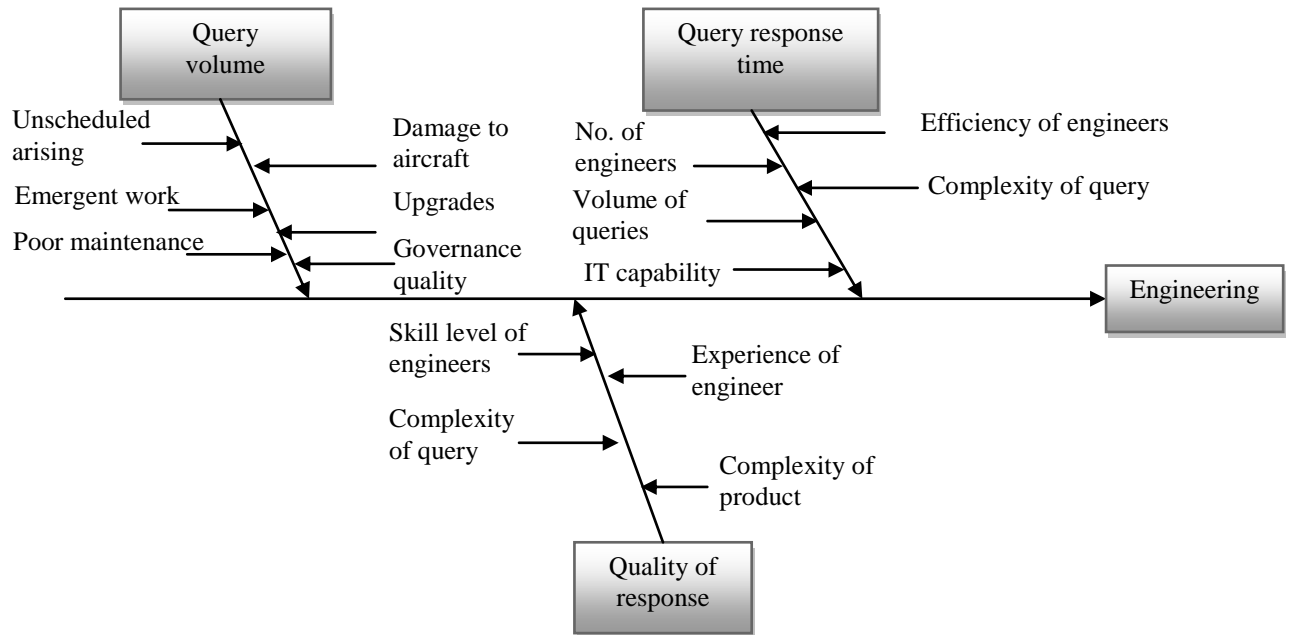 Query
volume
Query response
time
Unscheduled
arising
Damage to
aircraft
Emergent work
Upgrades
Poor maintenance
Governance
quality
No. of
engineers
Efficiency of engineers
Volume of
queries
Complexity of query
IT capability
Engineering
Skill level of
engineers
Experience of
engineer
Complexity
of query
Complexity of
product
Quality of
response